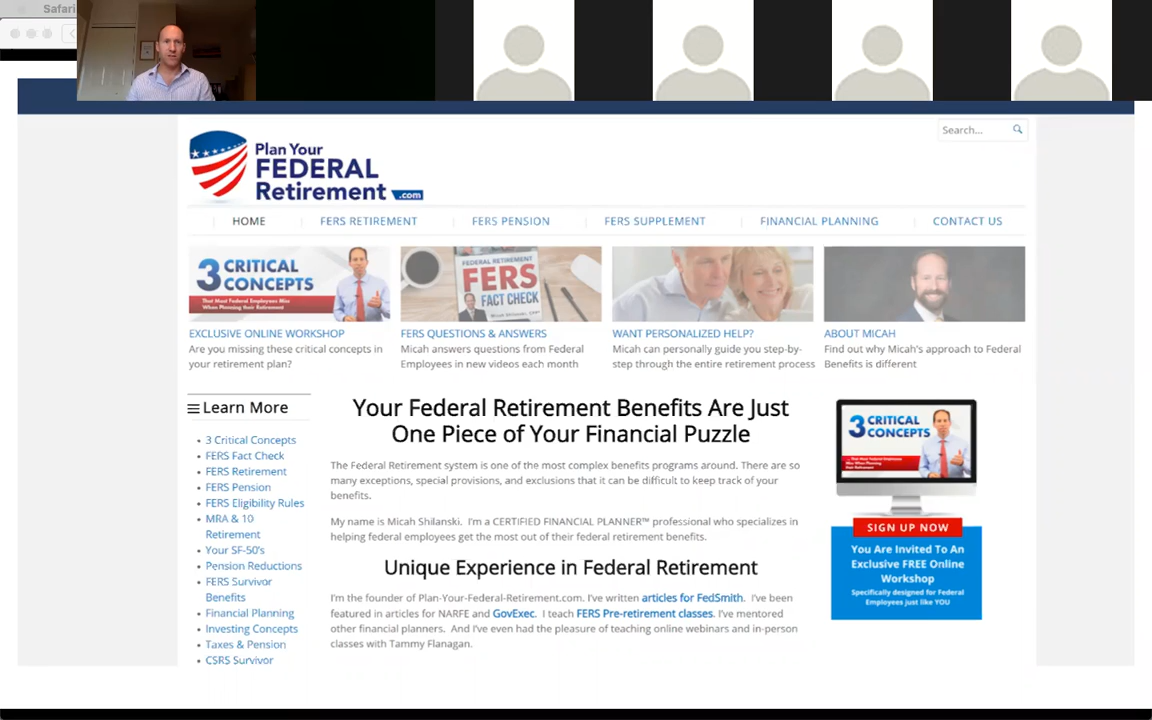 Safari
Search...
Plan Your
FEDERAL
Retirement .com
HOME
FERS RETIREMENT
FERS PENSION
FERS SUPPLEMENT
FINANCIAL PLANNING
CONTACT US
3 CRITICAL
CONCEPTS
That Most Federal Employees Miss
When Planning their Retirement
EXCLUSIVE ONLINE WORKSHOP
Are you missing these critical concepts in
your retirement plan?
FEDERAL RETIREMENT
FERS
FACT CHECK
FERS QUESTIONS & ANSWERS
Micah answers questions from Federal
Employees in new videos each month
WANT PERSONALIZED HELP?
Micah can personally guide you step-by-
step through the entire retirement process
ABOUT MICAH
Find out why Micah's approach to Federal
Benefits is different
Learn More
3 Critical Concepts
FERS Fact Check
FERS Retirement
FERS Pension
FERS Eligibility Rules
MRA & 10
Retirement
Your SF-50's
Pension Reductions
FERS Survivor
Benefits
Financial Planning
Investing Concepts
Taxes & Pension
CSRS Survivor
Your Federal Retirement Benefits Are Just
One Piece of Your Financial Puzzle
The Federal Retirement system is one of the most complex benefits programs around. There are so
many exceptions, special provisions, and exclusions that it can be difficult to keep track of your
benefits.
My name is Micah Shilanski. I'm a CERTIFIED FINANCIAL PLANNER™ professional who specializes in
helping federal employees get the most out of their federal retirement benefits.
Unique Experience in Federal Retirement
I'm the founder of Plan-Your-Federal-Retirement.com. I've written articles for FedSmith. I've been
featured in articles for NARFE and GovExec. I teach FERS Pre-retirement classes. I've mentored
other financial planners. And I've even had the pleasure of teaching online webinars and in-person
classes with Tammy Flanagan.
3 CRITICAL
CONCEPTS
SIGN UP NOW
You Are Invited To An
Exclusive FREE Online
Workshop
Specifically designed for Federal
Employees just like YOU